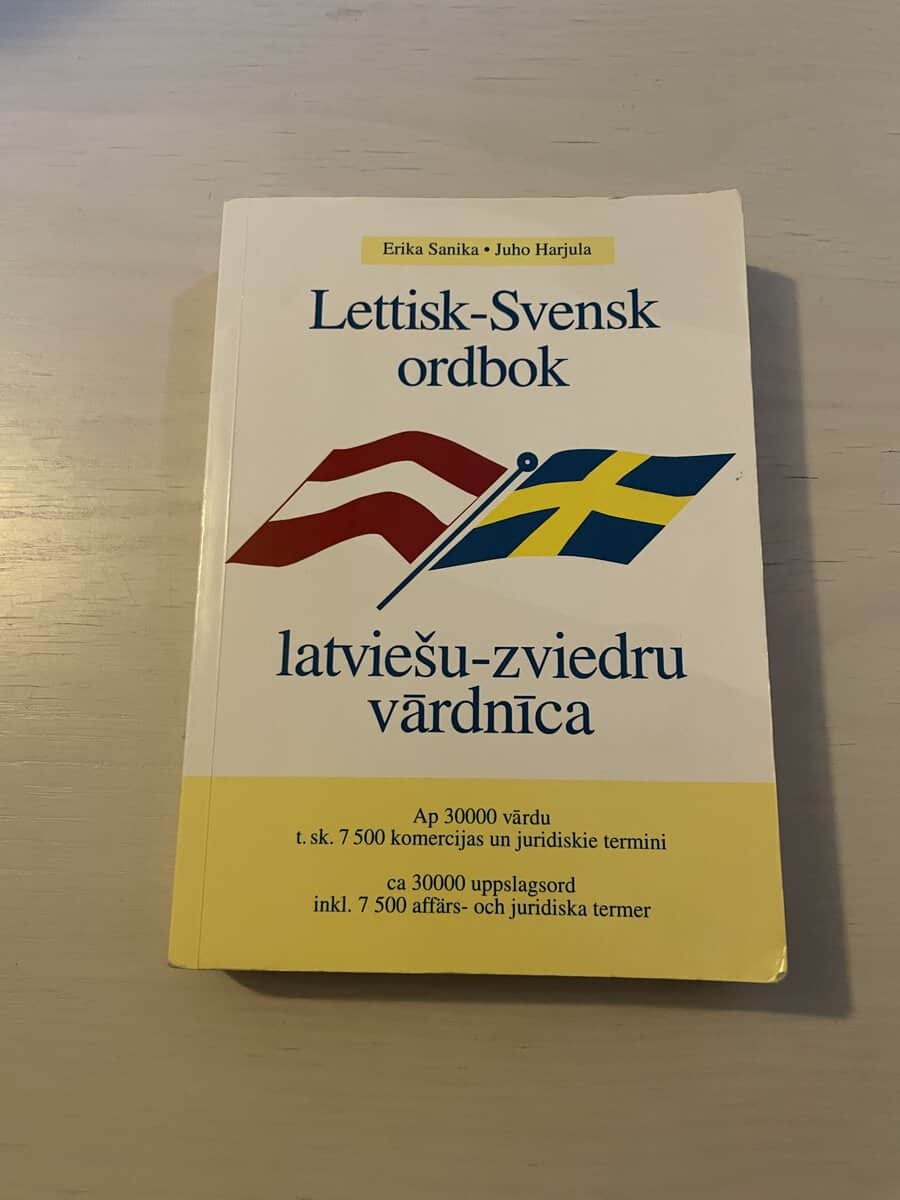 Erika Sanika • Juho Harjula
Lettisk-Svensk
ordbok
latviešu-zviedru
vārdnīca
Ap 30000 vārdu
t. sk. 7 500 komercijas un juridiskie termini
ca 30000 uppslagsord
inkl. 7 500 affärs- och juridiska termer